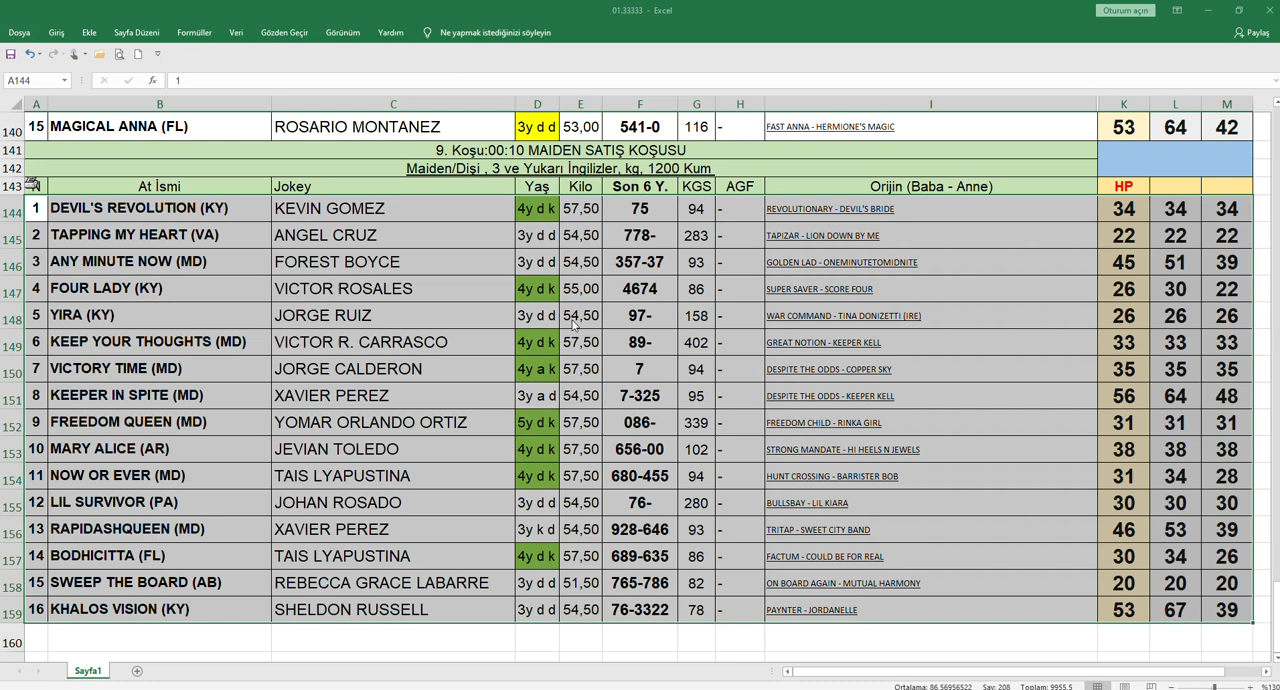 01.33333 - Excel
Oturum açın
Dosya Giriş Ekle Sayfa Düzeni Formüller Veri Gözden Geçir Görünüm Yardım Ne yapmak istediğinizi söyleyin Paylaş
A144 fx 1
A B C D E F G H I K L M
140 15 MAGICAL ANNA (FL) ROSARIO MONTANEZ 3y d d 53,00 541-0 116 - FAST ANNA - HERMIONE'S MAGIC 53 64 42
141 9. Koşu:00:10 MAIDEN SATIŞ KOŞUSU
142 Maiden/Dişi , 3 ve Yukarı İngilizler, kg, 1200 Kum
143 At İsmi Jokey Yaş Kilo Son 6 Y. KGS AGF Orijin (Baba - Anne) HP
144 1 DEVIL'S REVOLUTION (KY) KEVIN GOMEZ 4y d k 57,50 75 94 - REVOLUTIONARY - DEVIL'S BRIDE 34 34 34
145 2 TAPPING MY HEART (VA) ANGEL CRUZ 3y d d 54,50 778- 283 - TAPIZAR - LION DOWN BY ME 22 22 22
146 3 ANY MINUTE NOW (MD) FOREST BOYCE 3y d d 54,50 357-37 93 - GOLDEN LAD - ONEMINUTETOMIDNITE 45 51 39
147 4 FOUR LADY (KY) VICTOR ROSALES 4y d k 55,00 4674 86 - SUPER SAVER - SCORE FOUR 26 30 22
148 5 YIRA (KY) JORGE RUIZ 3y d d 54,50 97- 158 - WAR COMMAND - TINA DONIZETTI (IRE) 26 26 26
149 6 KEEP YOUR THOUGHTS (MD) VICTOR R. CARRASCO 4y d k 57,50 89- 402 - GREAT NOTION - KEEPER KELL 33 33 33
150 7 VICTORY TIME (MD) JORGE CALDERON 4y a k 57,50 7 94 - DESPITE THE ODDS - COPPER SKY 35 35 35
151 8 KEEPER IN SPITE (MD) XAVIER PEREZ 3y a d 54,50 7-325 95 - DESPITE THE ODDS - KEEPER KELL 56 64 48
152 9 FREEDOM QUEEN (MD) YOMAR ORLANDO ORTIZ 5y d k 57,50 086- 339 - FREEDOM CHILD - RINKA GIRL 31 31 31
153 10 MARY ALICE (AR) JEVIAN TOLEDO 4y d k 57,50 656-00 102 - STRONG MANDATE - HI HEELS N JEWELS 38 38 38
154 11 NOW OR EVER (MD) TAIS LYAPUSTINA 4y d k 57,50 680-455 94 - HUNT CROSSING - BARRISTER BOB 31 34 28
155 12 LIL SURVIVOR (PA) JOHAN ROSADO 3y d d 54,50 76- 280 - BULLSBAY - LIL KIARA 30 30 30
156 13 RAPIDASHQUEEN (MD) XAVIER PEREZ 3y k d 54,50 928-646 93 - TRITAP - SWEET CITY BAND 46 53 39
157 14 BODHICITTA (FL) TAIS LYAPUSTINA 4y d k 57,50 689-635 86 - FACTUM - COULD BE FOR REAL 30 34 26
158 15 SWEEP THE BOARD (AB) REBECCA GRACE LABARRE 3y d d 51,50 765-786 82 - ON BOARD AGAIN - MUTUAL HARMONY 20 20 20
159 16 KHALOS VISION (KY) SHELDON RUSSELL 3y d d 54,50 76-3322 78 - PAYNTER - JORDANELLE 53 67 39
160
Sayfa1
Ortalama: 86,56956522 Say: 208 Toplam: 9955,5 %130